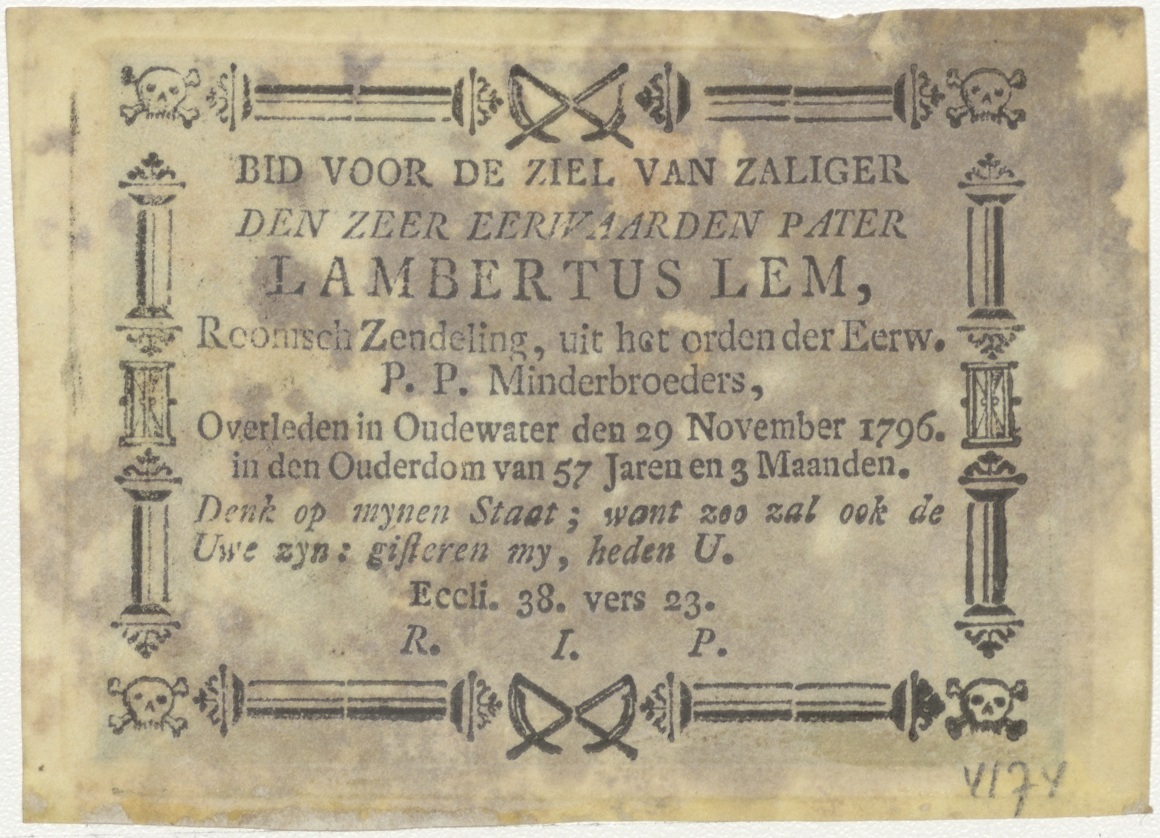 BID VOOR DE ZIEL VAN ZALIGER
DEN ZEER EERWAARDEN PATER
LAMBERTUS LEM,
Roomsch Zendeling, uit het orden der Eerw.
P. P. Minderbroeders,
Overleden in Oudewater den 29 November 1796.
in den Ouderdom van 57 Jaren en 3 Maanden.
Denk op mynen Staat; want zoo zal ook de
Uwe zyn: gisteren my, heden U.
Eccli. 38. vers 23.
R. I. P.